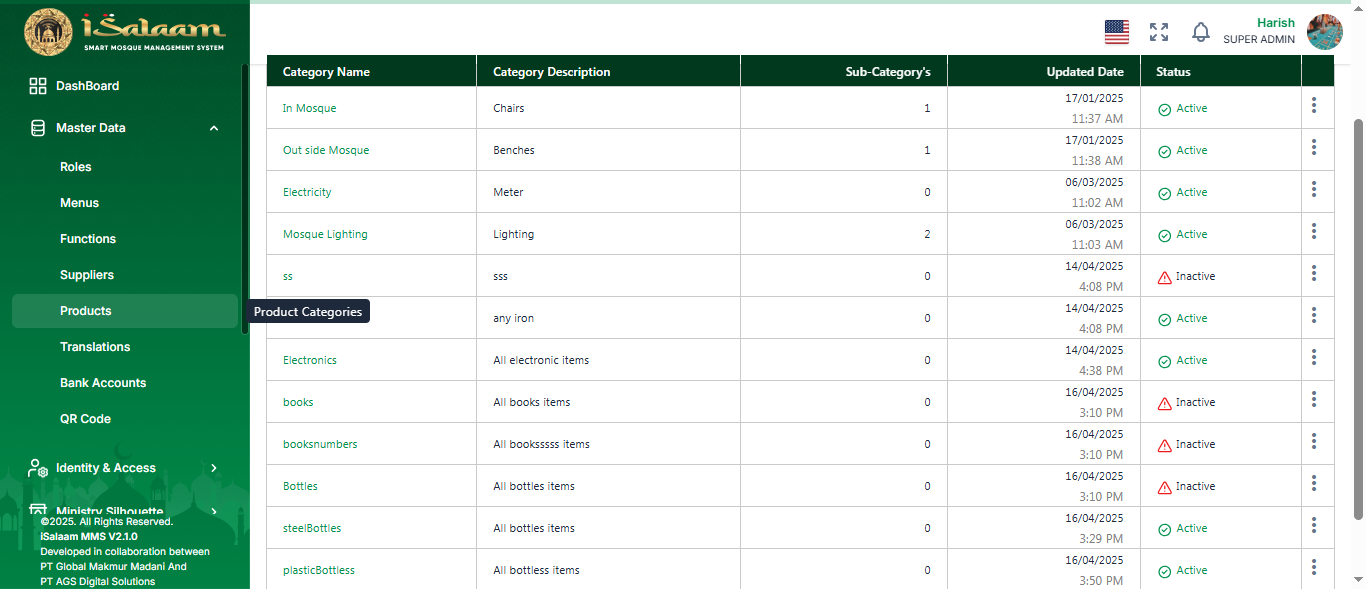 iSalaam
SMART MOSQUE MANAGEMENT SYSTEM
Harish
SUPER ADMIN
DashBoard
Master Data
Roles
Menus
Functions
Suppliers
Products
Translations
Bank Accounts
QR Code
Identity & Access
Ministry Silhouette
©2025. All Rights Reserved.
iSalaam MMS V2.1.0
Developed in collaboration between
PT Global Makmur Madani And
PT AGS Digital Solutions
Product Categories
Category Name Category Description Sub-Category's Updated Date Status
In Mosque Chairs 1 17/01/2025 11:37 AM Active
Out side Mosque Benches 1 17/01/2025 11:38 AM Active
Electricity Meter 0 06/03/2025 11:02 AM Active
Mosque Lighting Lighting 2 06/03/2025 11:03 AM Active
ss sss 0 14/04/2025 4:08 PM Inactive
any iron 0 14/04/2025 4:08 PM Active
Electronics All electronic items 0 14/04/2025 4:38 PM Active
books All books items 0 16/04/2025 3:10 PM Inactive
booksnumbers All booksssss items 0 16/04/2025 3:10 PM Inactive
Bottles All bottles items 0 16/04/2025 3:10 PM Inactive
steelBottles All bottles items 0 16/04/2025 3:29 PM Active
plasticBottless All bottless items 0 16/04/2025 3:50 PM Active